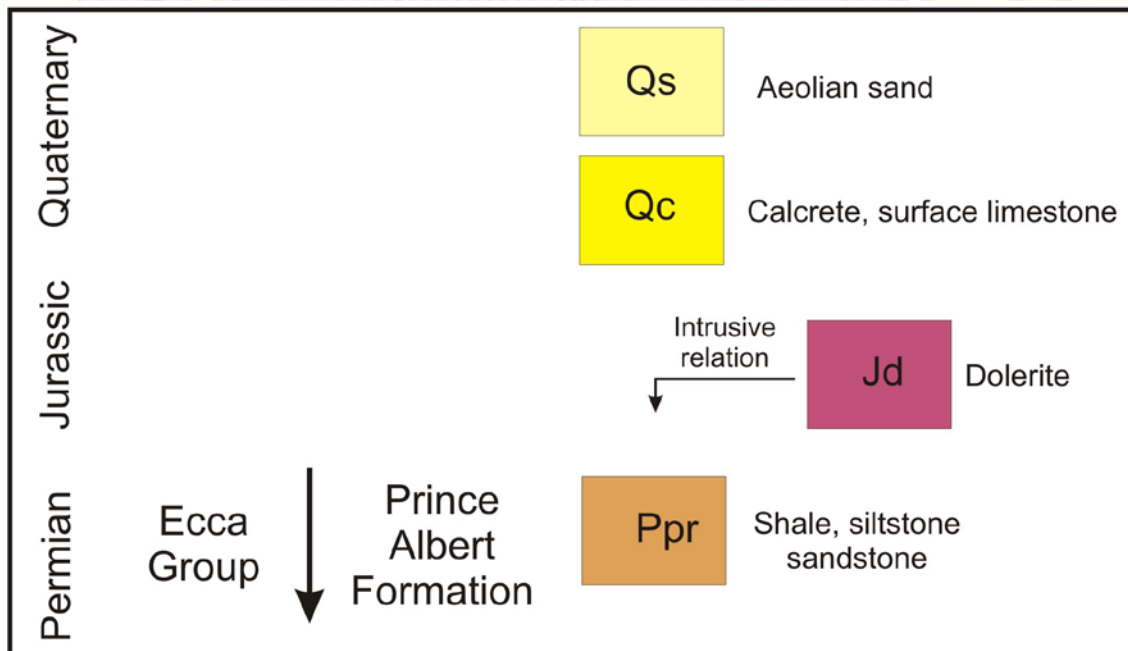 Quaternary
Qs
Aeolian sand
Qc
Calcrete, surface limestone
Jurassic
Intrusive
relation
Jd
Dolerite
Permian
Ecca
Group
Prince
Albert
Formation
Ppr
Shale, siltstone
sandstone